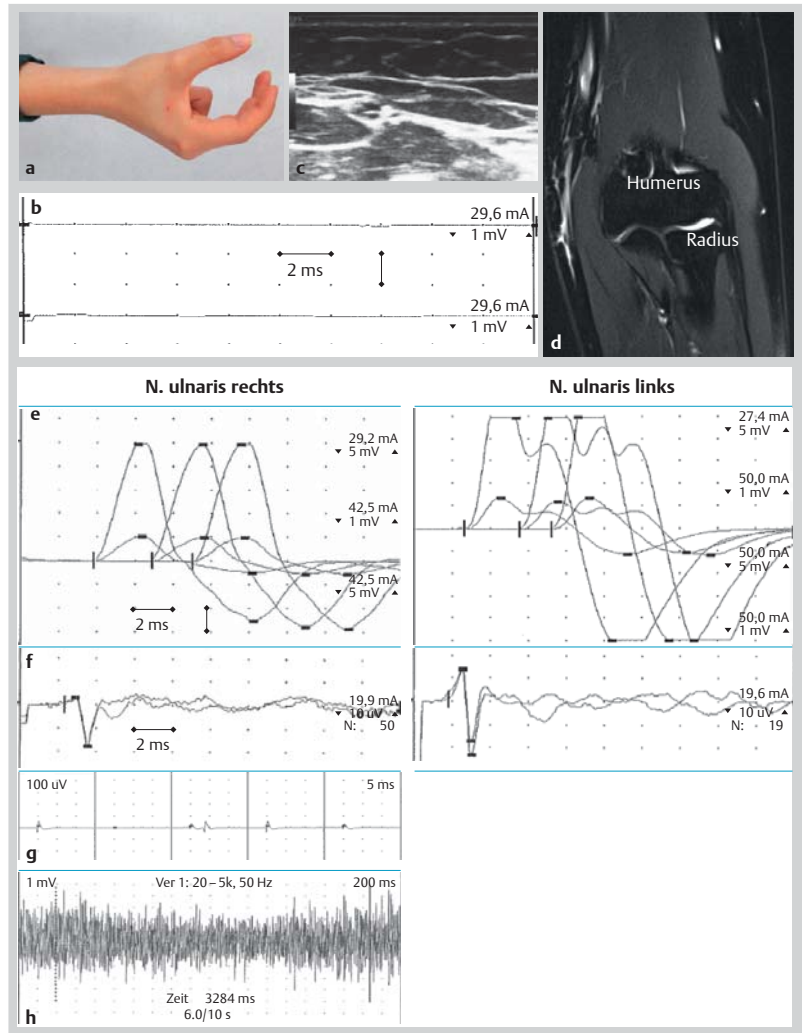 a
c
d
Humerus
Radius
b
29,6 mA
1 mV
2 ms
29,6 mA
1 mV
N. ulnaris rechts
N. ulnaris links
e
29,2 mA
5 mV
42,5 mA
1 mV
42,5 mA
5 mV
2 ms
27,4 mA
5 mV
50,0 mA
1 mV
50,0 mA
5 mV
50,0 mA
1 mV
f
19,9 mA
10 uV
N: 50
2 ms
19,6 mA
10 uV
N: 19
100 uV 5 ms
g
1 mV Ver 1: 20 – 5k, 50 Hz 200 ms
Zeit 3284 ms
6.0/10 s
h